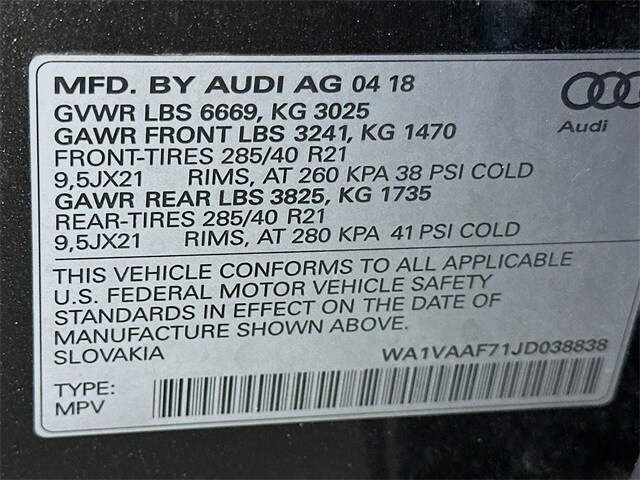 MFD. BY AUDI AG 04 18
GVWR LBS 6669, KG 3025
GAWR FRONT LBS 3241, KG 1470
FRONT-TIRES 285/40 R21
9,5JX21 RIMS, AT 260 KPA 38 PSI COLD
GAWR REAR LBS 3825, KG 1735
REAR-TIRES 285/40 R21
9,5JX21 RIMS, AT 280 KPA 41 PSI COLD
Audi
THIS VEHICLE CONFORMS TO ALL APPLICABLE
U.S. FEDERAL MOTOR VEHICLE SAFETY
STANDARDS IN EFFECT ON THE DATE OF
MANUFACTURE SHOWN ABOVE.
SLOVAKIA WA1VAAF71JD038838
TYPE:
MPV